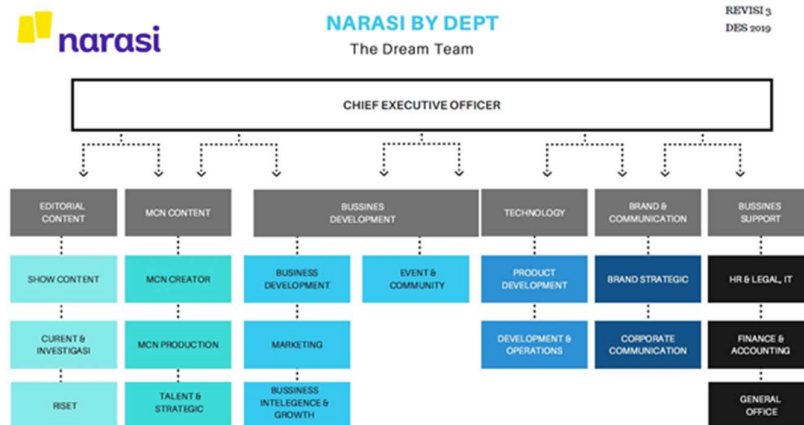 narasi
NARASI BY DEPT
The Dream Team
REVISI 3
DES 2019
CHIEF EXECUTIVE OFFICER
EDITORIAL
CONTENT
MCN CONTENT
BUSSINES
DEVELOPMENT
TECHNOLOGY
BRAND &
COMMUNICATION
BUSSINES
SUPPORT
SHOW CONTENT
MCN CREATOR
BUSINESS
DEVELOPMENT
EVENT &
COMMUNITY
PRODUCT
DEVELOPMENT
BRAND STRATEGIC
HR & LEGAL, IT
CURENT &
INVESTIGASI
MCN PRODUCTION
MARKETING
DEVELOPMENT &
OPERATIONS
CORPORATE
COMMUNICATION
FINANCE &
ACCOUNTING
RISET
TALENT &
STRATEGIC
BUSSINESS
INTELEGENCE &
GROWTH
GENERAL
OFFICE